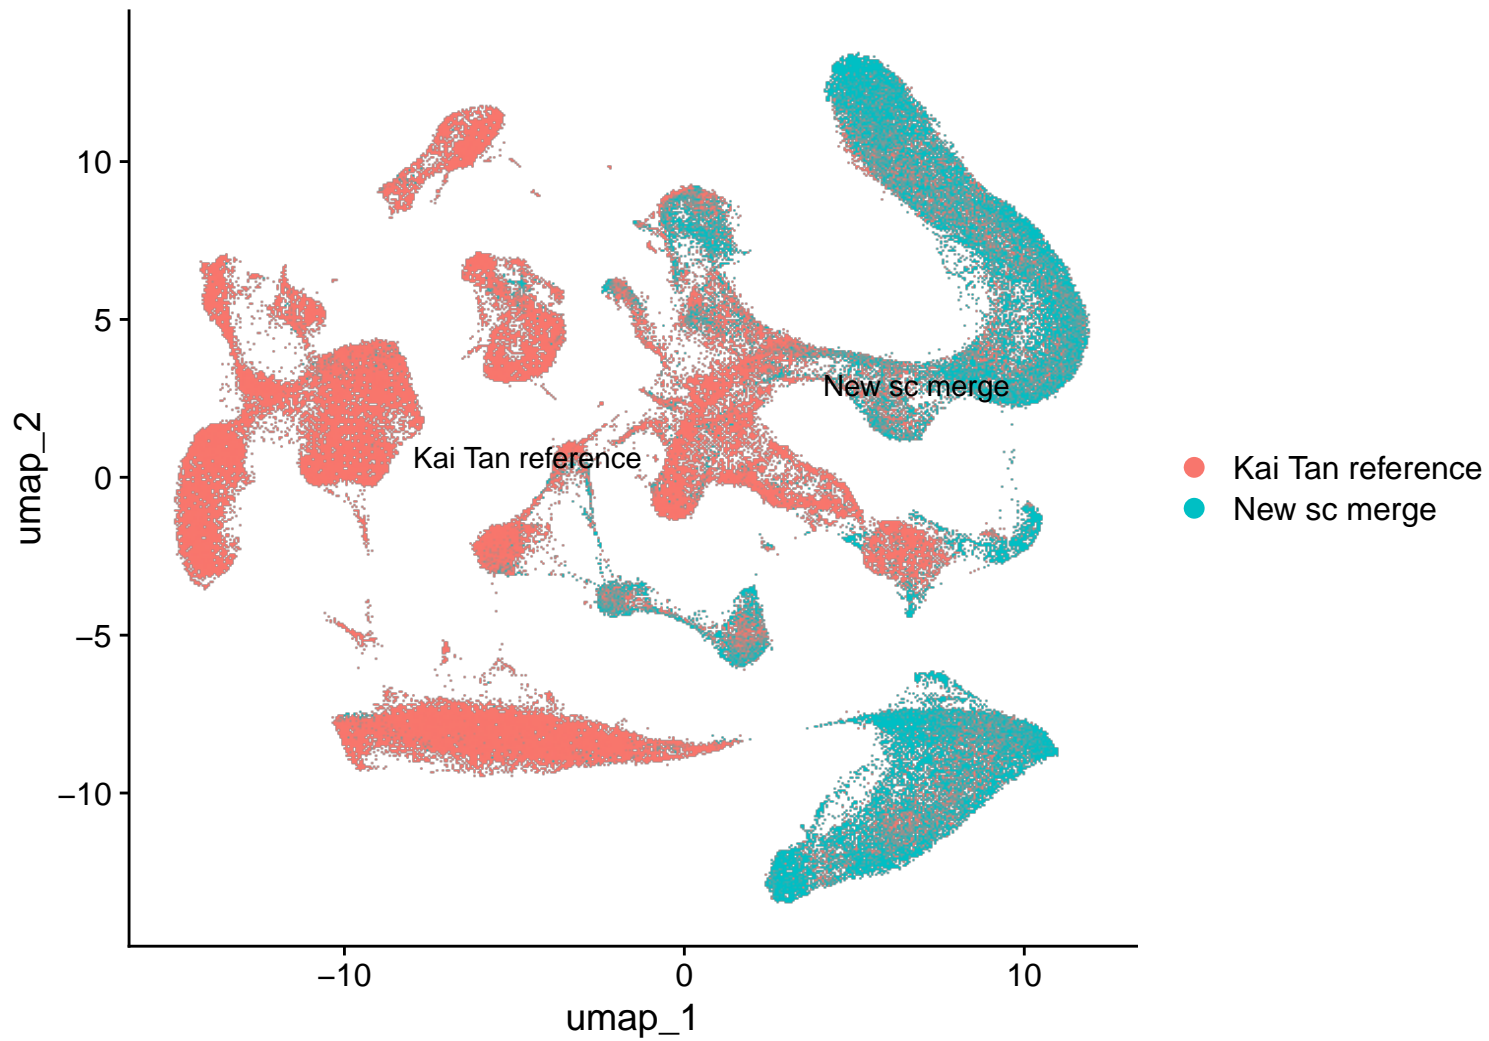 10
5
0
−5
−10
umap_2
New sc merge
Kai Tan reference
−10
0
10
umap_1
Kai Tan reference
New sc merge